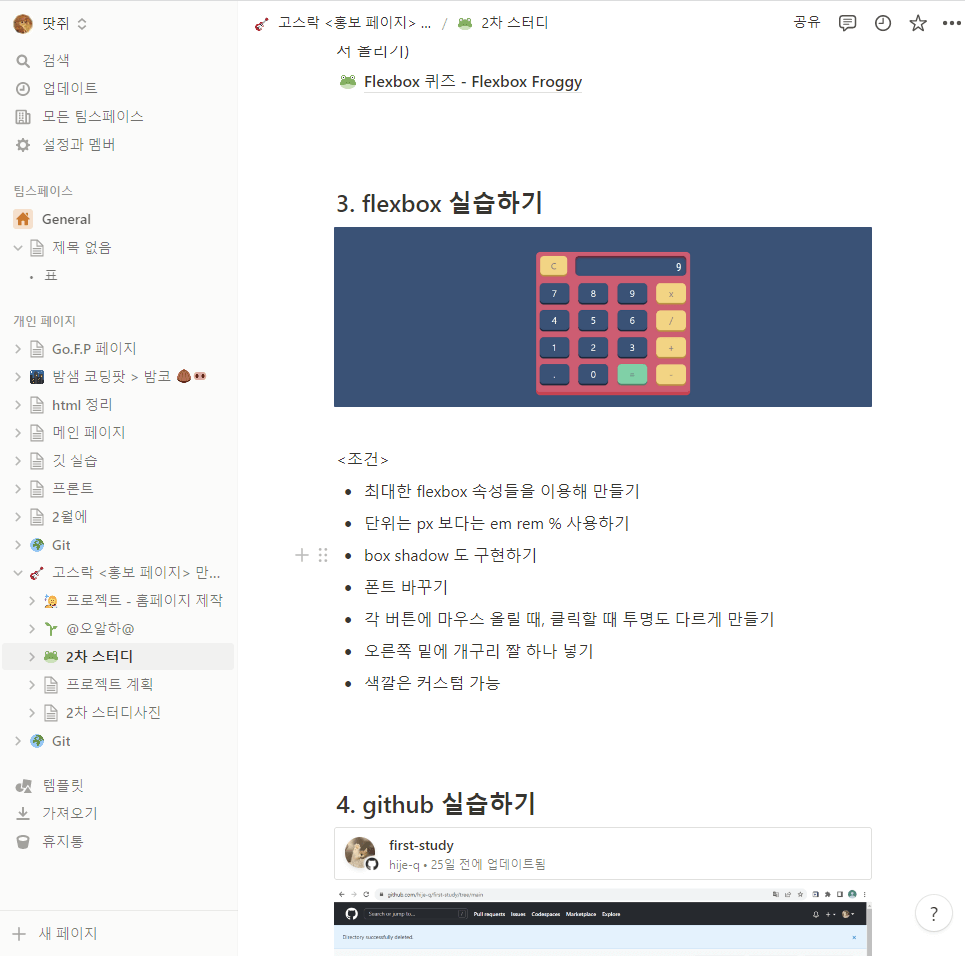 땃쥐
검색
업데이트
모든 팀스페이스
설정과 멤버
팀스페이스
General
제목 없음
표
개인 페이지
Go.F.P 페이지
밤샘 코딩팟 > 밤코
html 정리
메인 페이지
깃 실습
프론트
2월에
Git
고스락 <홍보 페이지> 만...
프로젝트 - 홈페이지 제작
@오알하@
2차 스터디
프로젝트 계획
2차 스터디사진
Git
템플릿
가져오기
휴지통
새 페이지
고스락 <홍보 페이지> ... / 2차 스터디
공유
서 올리기)
Flexbox 퀴즈 - Flexbox Froggy
3. flexbox 실습하기
C 9
7 8 9 x
4 5 6 /
1 2 3 +
. 0 = -
<조건>
• 최대한 flexbox 속성들을 이용해 만들기
• 단위는 px 보다는 em rem % 사용하기
• box shadow 도 구현하기
• 폰트 바꾸기
• 각 버튼에 마우스 올릴 때, 클릭할 때 투명도 다르게 만들기
• 오른쪽 밑에 개구리 짤 하나 넣기
• 색깔은 커스텀 가능
4. github 실습하기
first-study
hije-q • 25일 전에 업데이트됨
github.com/hije-q/first-study/tree/main
Search or jump to... / Pull requests Issues Codespaces Marketplace Explore
Directory successfully deleted.
?